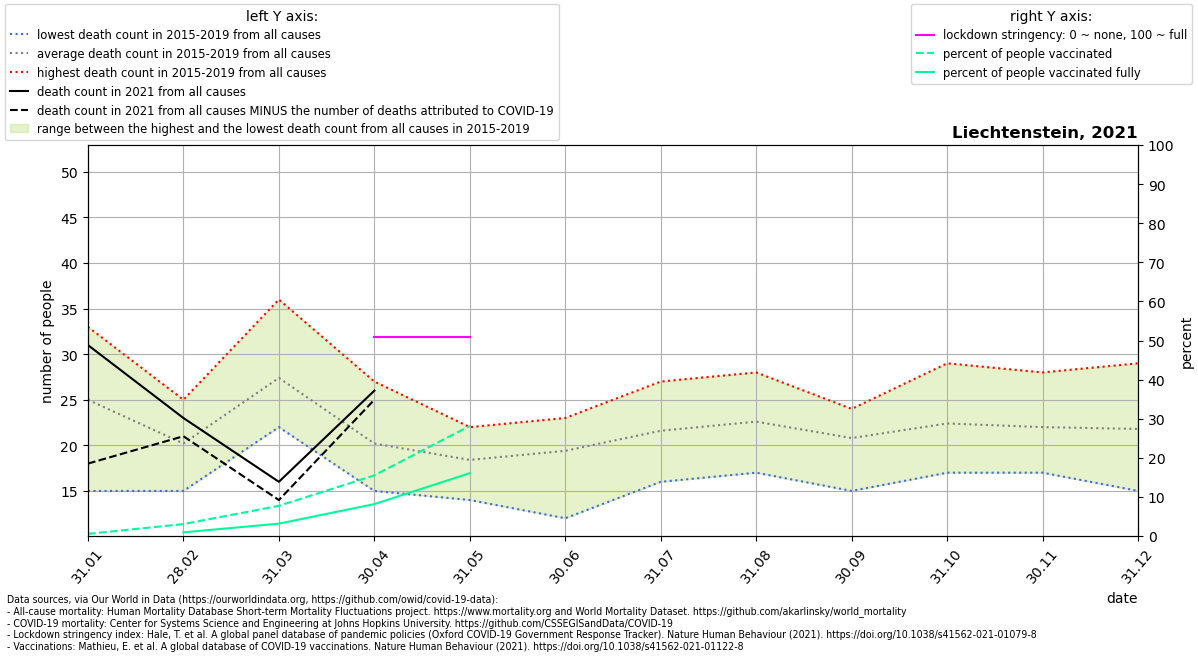 left Y axis:
lowest death count in 2015-2019 from all causes
average death count in 2015-2019 from all causes
highest death count in 2015-2019 from all causes
death count in 2021 from all causes
death count in 2021 from all causes MINUS the number of deaths attributed to COVID-19
range between the highest and the lowest death count from all causes in 2015-2019
right Y axis:
lockdown stringency: 0 ~ none, 100 ~ full
percent of people vaccinated
percent of people vaccinated fully
Liechtenstein, 2021
50
45
40
35
30
25
20
15
number of people
100
90
80
70
60
50
40
30
20
10
0
percent
31.01
28.02
31.03
30.04
31.05
30.06
31.07
31.08
30.09
31.10
30.11
31.12
date
Data sources, via Our World in Data (https://ourworldindata.org, https://github.com/owid/covid-19-data):
- All-cause mortality: Human Mortality Database Short-term Mortality Fluctuations project. https://www.mortality.org and World Mortality Dataset. https://github.com/akarlinsky/world_mortality
- COVID-19 mortality: Center for Systems Science and Engineering at Johns Hopkins University. https://github.com/CSSEGISandData/COVID-19
- Lockdown stringency index: Hale, T. et al. A global panel database of pandemic policies (Oxford COVID-19 Government Response Tracker). Nature Human Behaviour (2021). https://doi.org/10.1038/s41562-021-01079-8
- Vaccinations: Mathieu, E. et al. A global database of COVID-19 vaccinations. Nature Human Behaviour (2021). https://doi.org/10.1038/s41562-021-01122-8